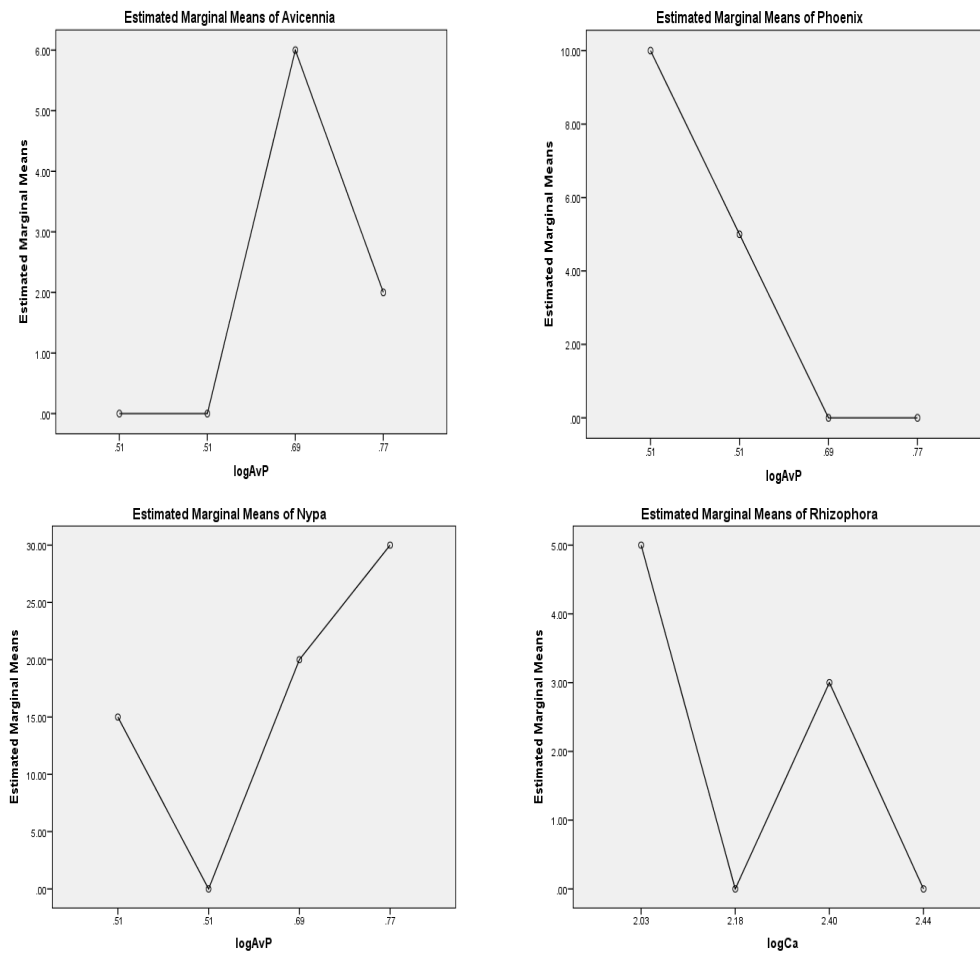 Estimated Marginal Means of Avicennia
Estimated Marginal Means
6.00
5.00
4.00
3.00
2.00
1.00
.00
.51 .51 .69 .77
logAvP
Estimated Marginal Means of Phoenix
Estimated Marginal Means
10.00
8.00
6.00
4.00
2.00
.00
.51 .51 .69 .77
logAvP
Estimated Marginal Means of Nypa
Estimated Marginal Means
30.00
25.00
20.00
15.00
10.00
5.00
.00
.51 .51 .69 .77
logAvP
Estimated Marginal Means of Rhizophora
Estimated Marginal Means
5.00
4.00
3.00
2.00
1.00
.00
2.03 2.18 2.40 2.44
logCa